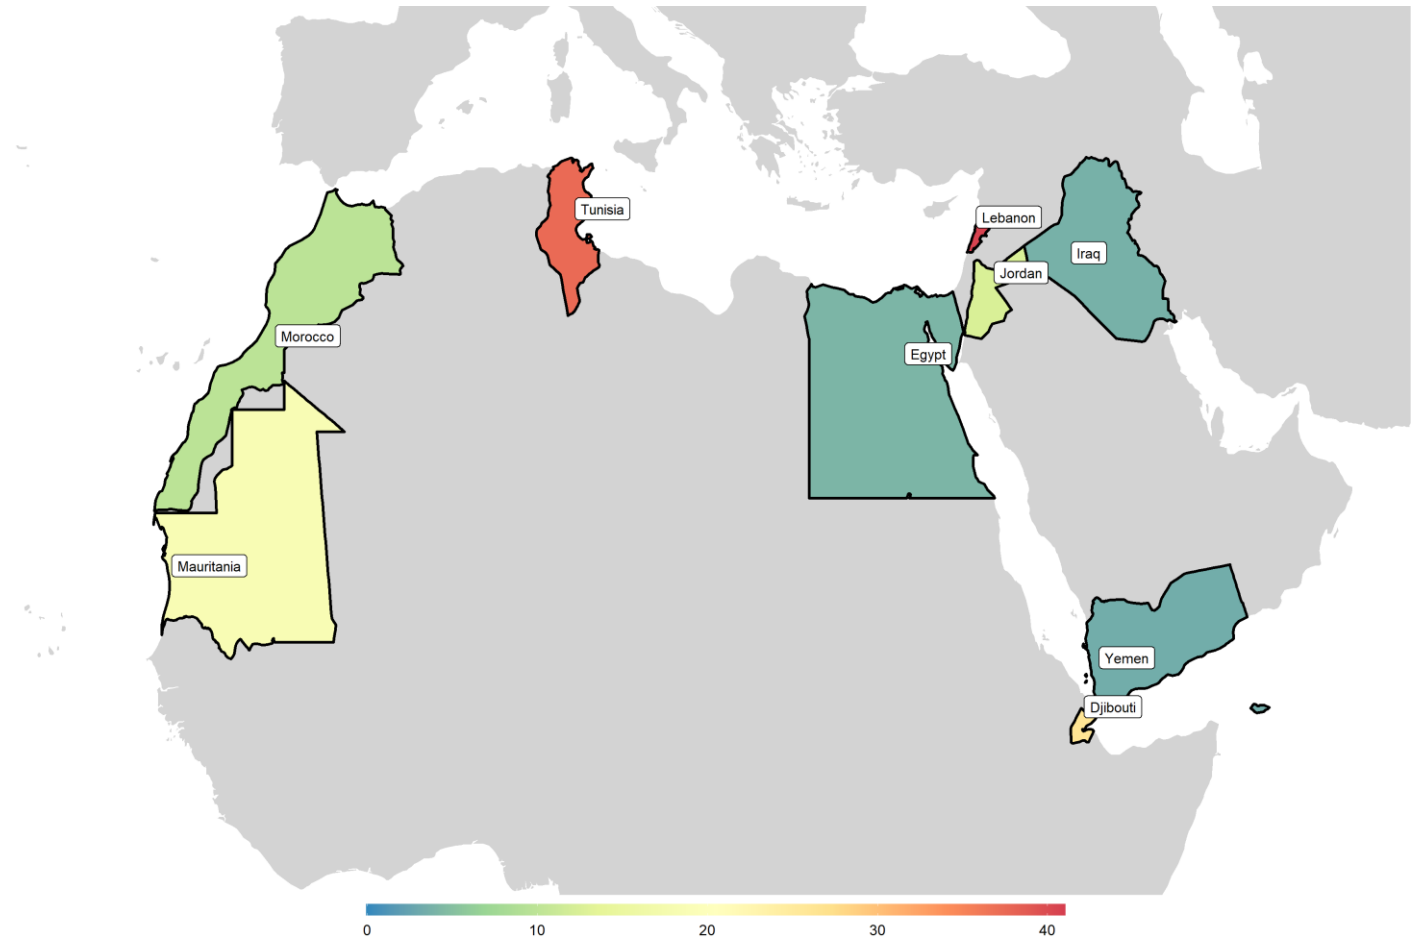 Tunisia
Lebanon
Iraq
Jordan
Morocco
Egypt
Mauritania
Yemen
Djibouti
0 10 20 30 40